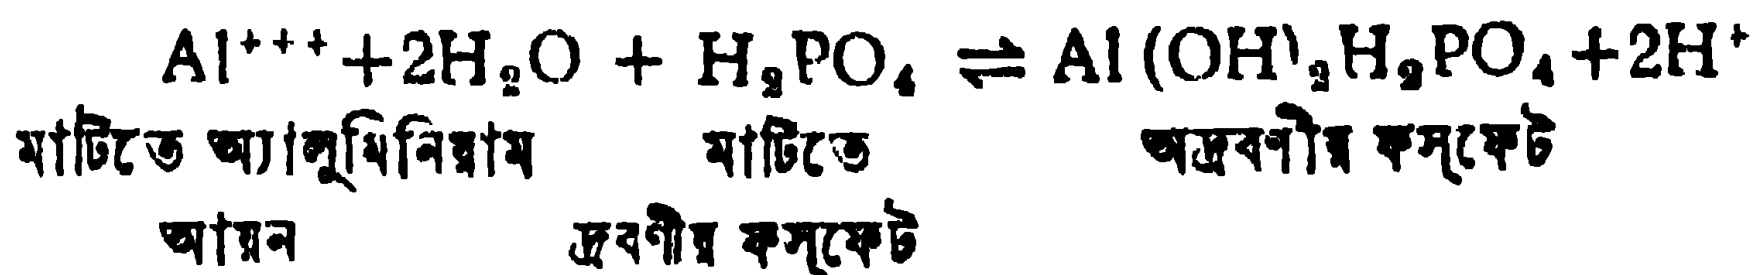 Al⁺⁺⁺+2H₂O + H₂PO₄ ⇌ Al(OH)₂H₂PO₄+2H⁺
মাটিতে অ্যালুমিনিয়াম মাটিতে অদ্রবণীয় ফস্‌ফেট
আয়ন দ্রবণীয় ফস্‌ফেট